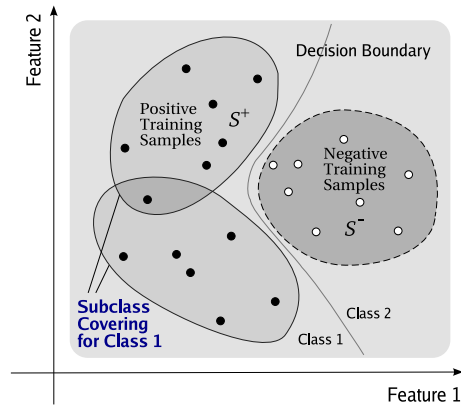 Feature 2
Decision Boundary
Positive
Training
Samples
S+
Negative
Training
Samples
S-
Subclass
Covering
for Class 1
Class 1
Class 2
Feature 1